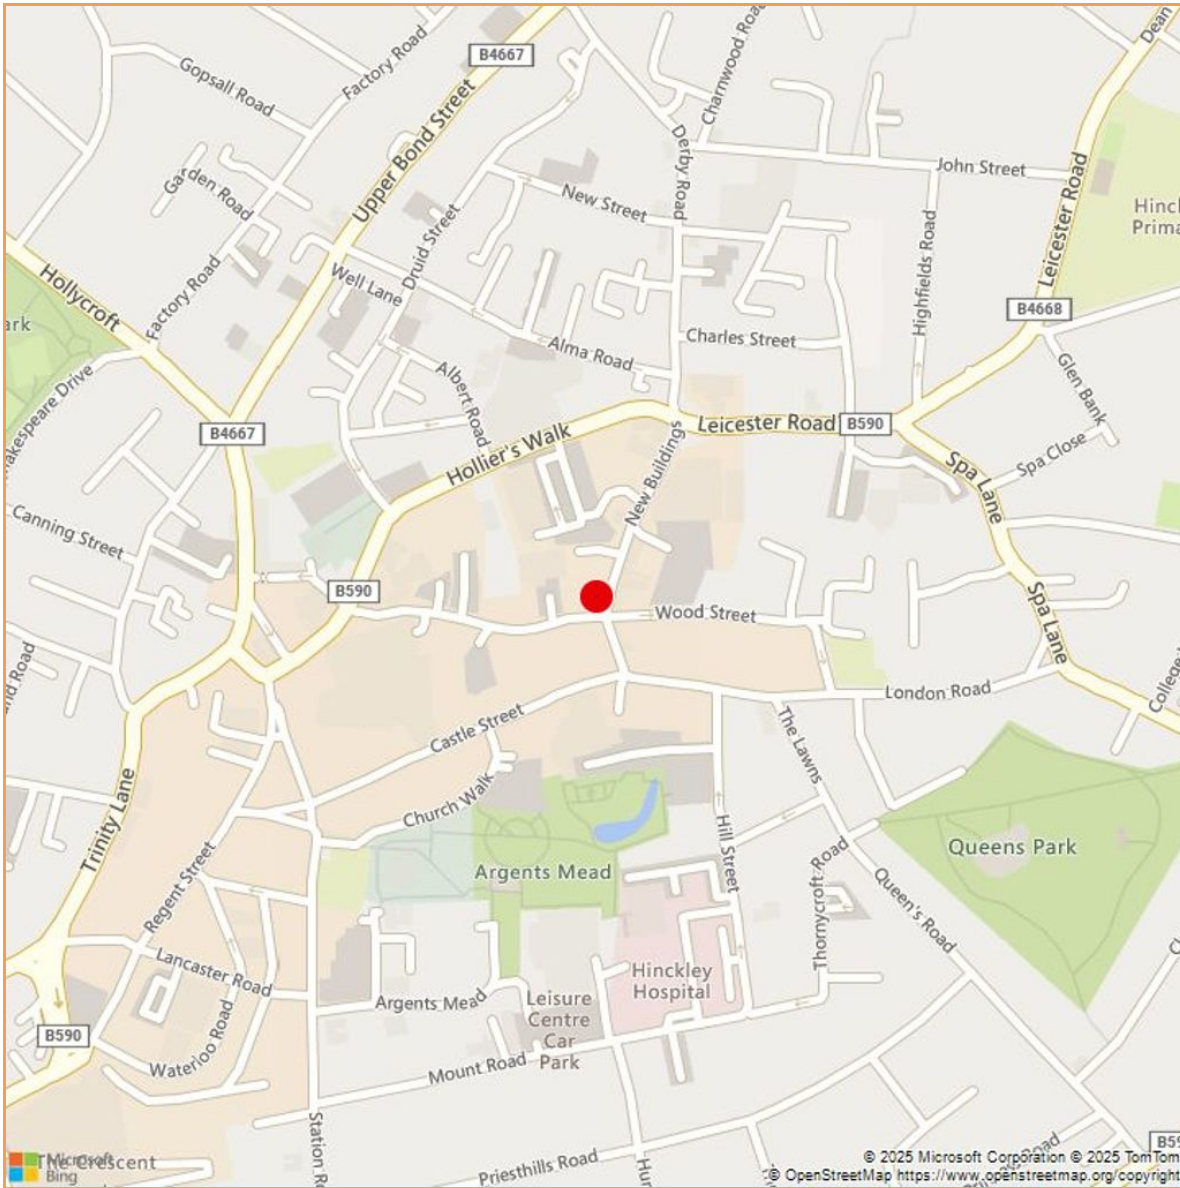 B4667
Dean
Factory Road
Gopsall Road
Charnwood Road
Upper Bond Street
Derby Road
John Street
Garden Road
New Street
Leicester Road
Hinc
Prima
Druid Street
Highfields Road
Well Lane
Hollycroft
Factory Road
B4668
ark
Charles Street
Alma Road
Glen Bank
Albert Road
akespeare Drive
Leicester Road
B590
B4667
Hollier's Walk
New Buildings
Spa Close
Spa Lane
Canning Street
B590
Wood Street
Spa Lane
nd Road
London Road
College
Castle Street
The Lawns
Church Walk
Trinity Lane
Hill Street
Queens Park
Argents Mead
Regent Street
Thornycroft Road
Queen's Road
Lancaster Road
Hinckley
Hospital
Argents Mead
Leisure
Centre
Car
Park
B590
Waterloo Road
Mount Road
Station R
The Crescent
Priesthills Road
Hur
B59
Microsoft
Bing
© 2025 Microsoft Corporation © 2025 TomTom
© OpenStreetMap https://www.openstreetmap.org/copyright